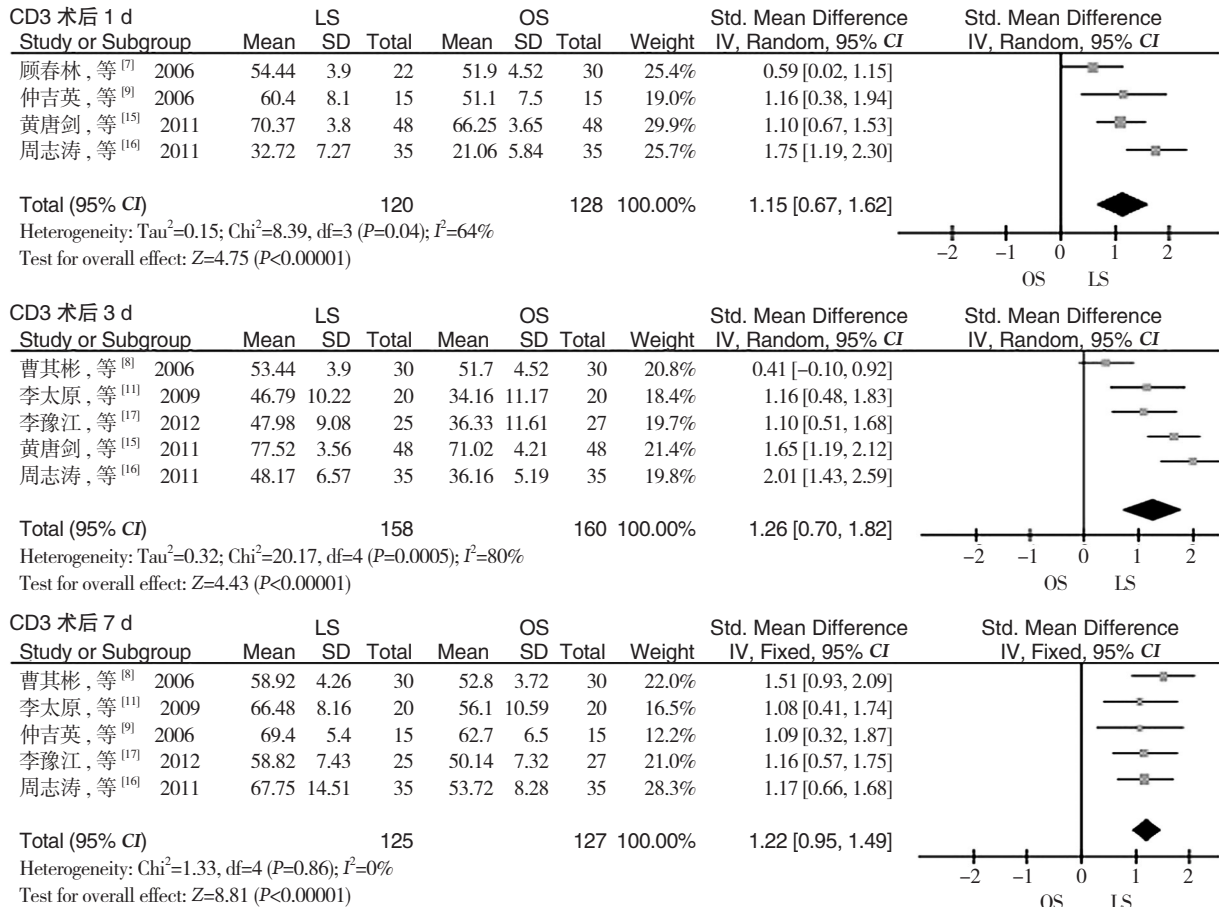 CD3 术后 1 d LS OS Std. Mean Difference Std. Mean Difference
Study or Subgroup Mean SD Total Mean SD Total Weight IV, Random, 95% CI IV, Random, 95% CI
顾春林,等[7] 2006 54.44 3.9 22 51.9 4.52 30 25.4% 0.59 [0.02, 1.15]
仲吉英,等[9] 2006 60.4 8.1 15 51.1 7.5 15 19.0% 1.16 [0.38, 1.94]
黄唐剑,等[15] 2011 70.37 3.8 48 66.25 3.65 48 29.9% 1.10 [0.67, 1.53]
周志涛,等[16] 2011 32.72 7.27 35 21.06 5.84 35 25.7% 1.75 [1.19, 2.30]
Total (95% CI) 120 128 100.00% 1.15 [0.67, 1.62]
Heterogeneity: Tau²=0.15; Chi²=8.39, df=3 (P=0.04); I²=64%
Test for overall effect: Z=4.75 (P<0.00001)
−2 −1 0 1 2
OS LS
CD3 术后 3 d LS OS Std. Mean Difference Std. Mean Difference
Study or Subgroup Mean SD Total Mean SD Total Weight IV, Random, 95% CI IV, Random, 95% CI
曹其彬,等[8] 2006 53.44 3.9 30 51.7 4.52 30 20.8% 0.41 [−0.10, 0.92]
李太原,等[11] 2009 46.79 10.22 20 34.16 11.17 20 18.4% 1.16 [0.48, 1.83]
李豫江,等[17] 2012 47.98 9.08 25 36.33 11.61 27 19.7% 1.10 [0.51, 1.68]
黄唐剑,等[15] 2011 77.52 3.56 48 71.02 4.21 48 21.4% 1.65 [1.19, 2.12]
周志涛,等[16] 2011 48.17 6.57 35 36.16 5.19 35 19.8% 2.01 [1.43, 2.59]
Total (95% CI) 158 160 100.00% 1.26 [0.70, 1.82]
Heterogeneity: Tau²=0.32; Chi²=20.17, df=4 (P=0.0005); I²=80%
Test for overall effect: Z=4.43 (P<0.00001)
−2 −1 0 1 2
OS LS
CD3 术后 7 d LS OS Std. Mean Difference Std. Mean Difference
Study or Subgroup Mean SD Total Mean SD Total Weight IV, Fixed, 95% CI IV, Fixed, 95% CI
曹其彬,等[8] 2006 58.92 4.26 30 52.8 3.72 30 22.0% 1.51 [0.93, 2.09]
李太原,等[11] 2009 66.48 8.16 20 56.1 10.59 20 16.5% 1.08 [0.41, 1.74]
仲吉英,等[9] 2006 69.4 5.4 15 62.7 6.5 15 12.2% 1.09 [0.32, 1.87]
李豫江,等[17] 2012 58.82 7.43 25 50.14 7.32 27 21.0% 1.16 [0.57, 1.75]
周志涛,等[16] 2011 67.75 14.51 35 53.72 8.28 35 28.3% 1.17 [0.66, 1.68]
Total (95% CI) 125 127 100.00% 1.22 [0.95, 1.49]
Heterogeneity: Chi²=1.33, df=4 (P=0.86); I²=0%
Test for overall effect: Z=8.81 (P<0.00001)
−2 −1 0 1 2
OS LS